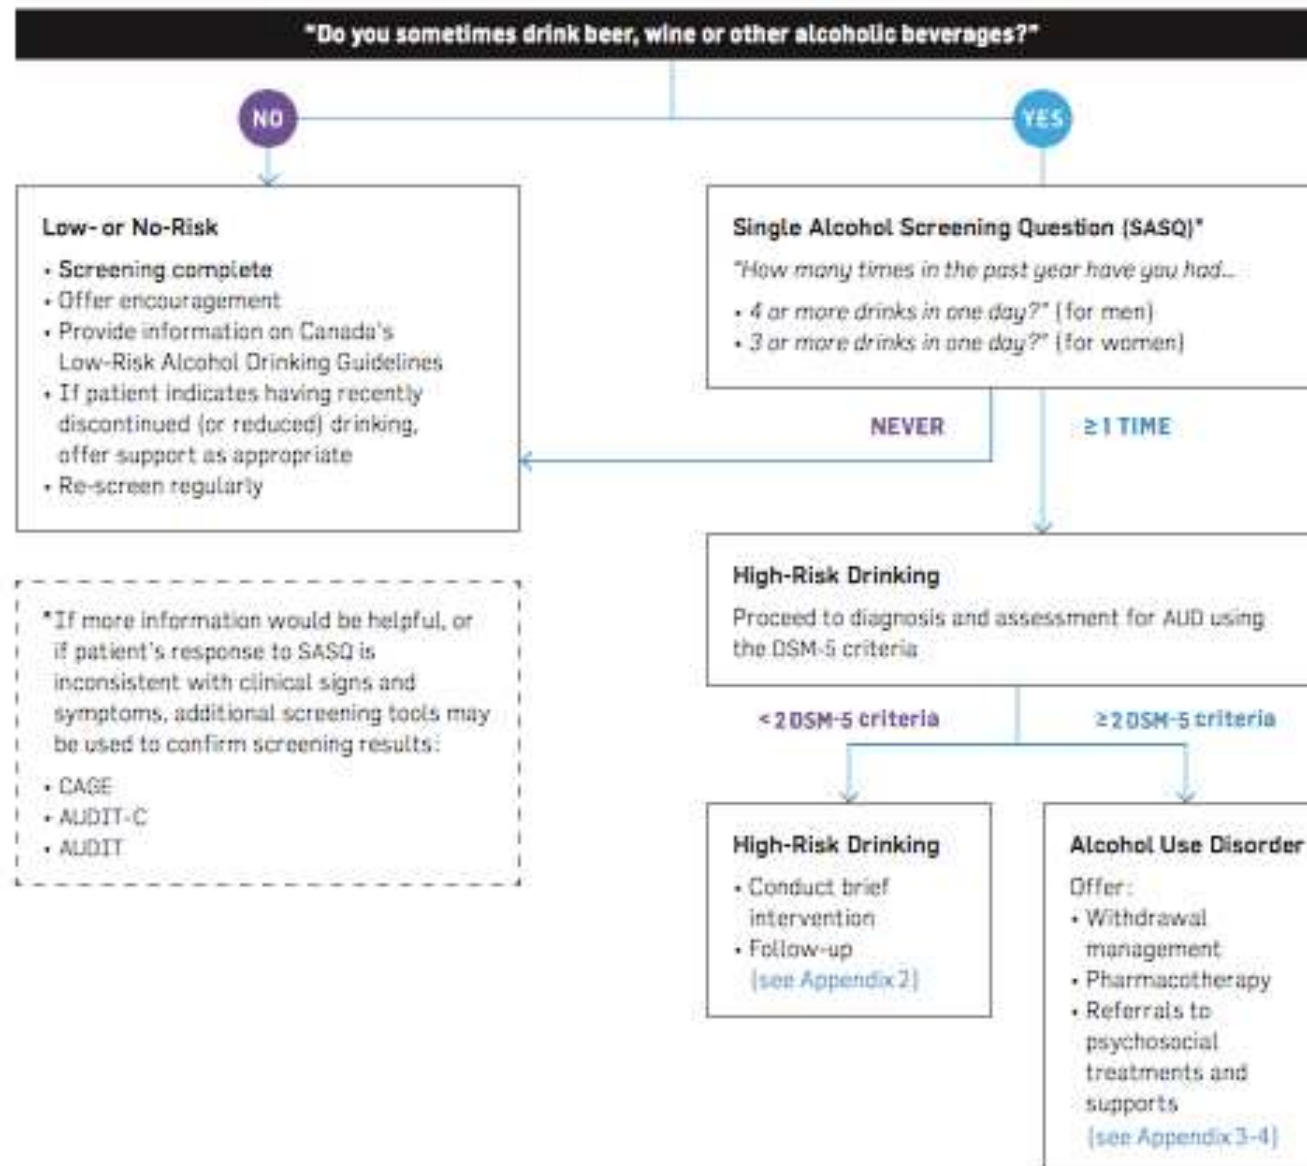 "Do you sometimes drink beer, wine or other alcoholic beverages?"
NO
YES
Low- or No-Risk
• Screening complete
• Offer encouragement
• Provide information on Canada's
Low-Risk Alcohol Drinking Guidelines
• If patient indicates having recently
discontinued (or reduced) drinking,
offer support as appropriate
• Re-screen regularly
Single Alcohol Screening Question (SASQ)*
"How many times in the past year have you had...
• 4 or more drinks in one day?" (for men)
• 3 or more drinks in one day?" (for women)
NEVER
≥1 TIME
High-Risk Drinking
Proceed to diagnosis and assessment for AUD using
the DSM-5 criteria
<2 DSM-5 criteria
≥2 DSM-5 criteria
*If more information would be helpful, or
if patient's response to SASQ is
inconsistent with clinical signs and
symptoms, additional screening tools may
be used to confirm screening results:
• CAGE
• AUDIT-C
• AUDIT
High-Risk Drinking
• Conduct brief
intervention
• Follow-up
(see Appendix 2)
Alcohol Use Disorder
Offer:
• Withdrawal
management
• Pharmacotherapy
• Referrals to
psychosocial
treatments and
supports
(see Appendix 3-4)